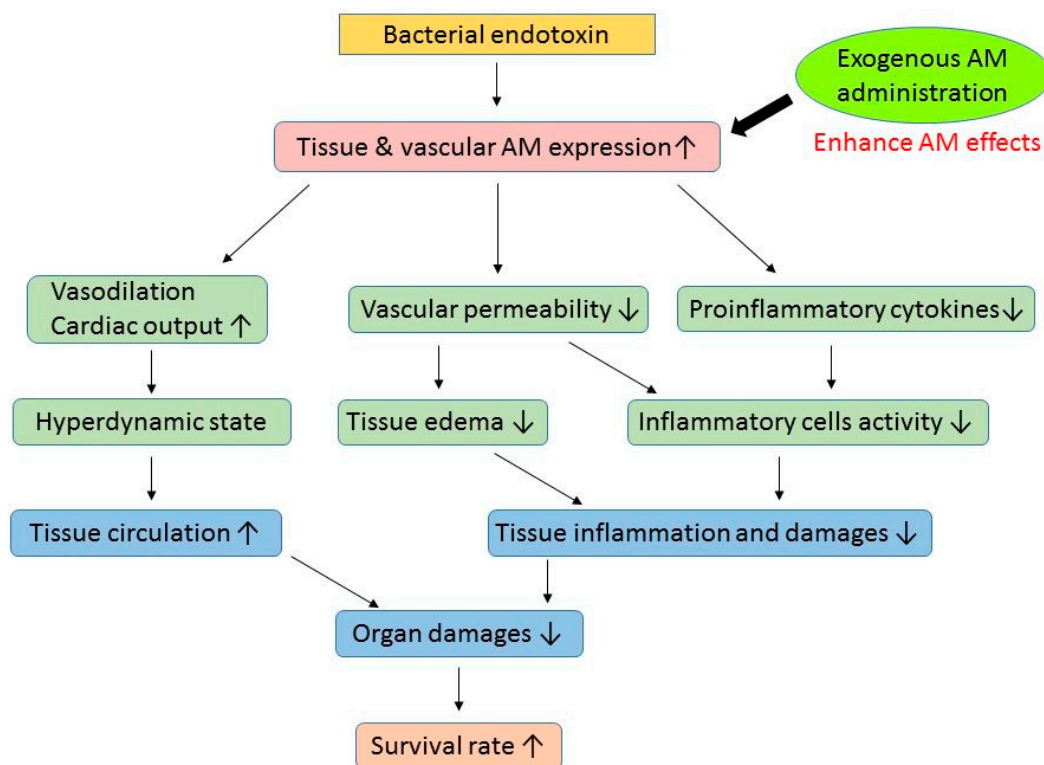 Bacterial endotoxin
Exogenous AM
administration
Enhance AM effects
Tissue & vascular AM expression↑
Vasodilation
Cardiac output ↑
Vascular permeability ↓
Proinflammatory cytokines↓
Hyperdynamic state
Tissue edema ↓
Inflammatory cells activity ↓
Tissue circulation ↑
Tissue inflammation and damages ↓
Organ damages ↓
Survival rate ↑